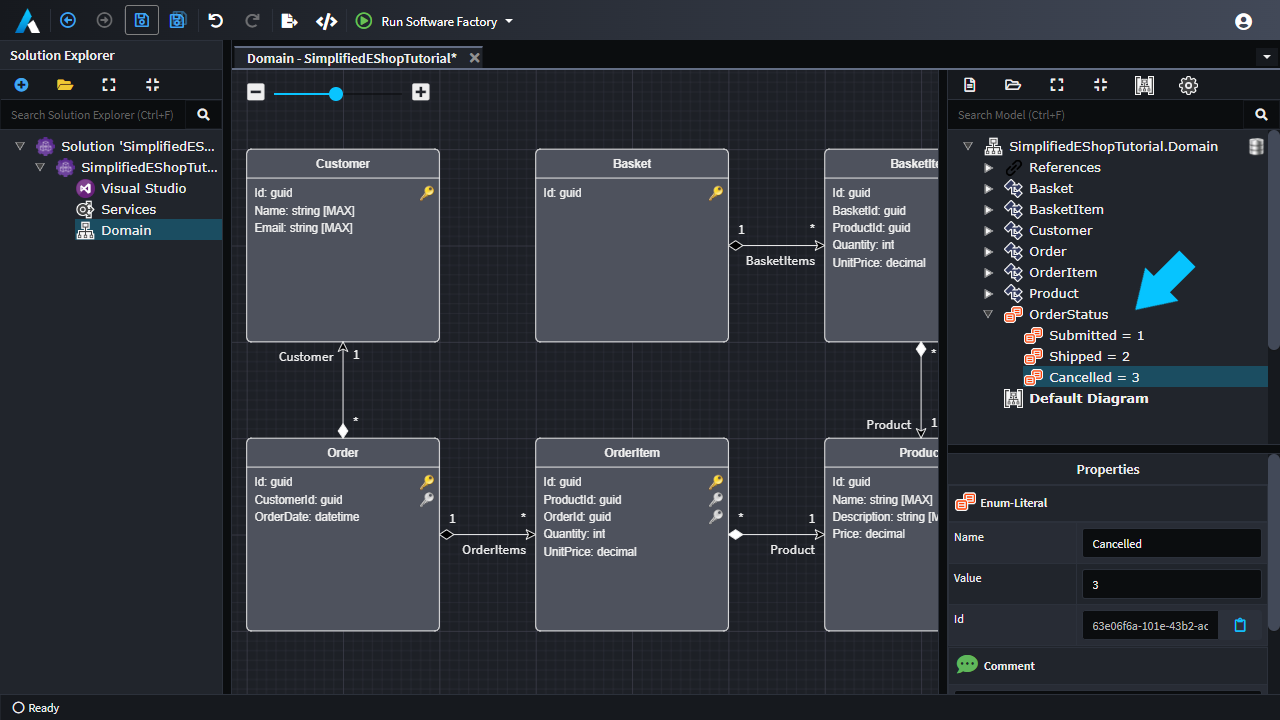 Run Software Factory
Solution Explorer
Search Solution Explorer (Ctrl+F)
Solution 'SimplifiedES...
SimplifiedEShopTut...
Visual Studio
Services
Domain
Domain - SimplifiedEShopTutorial*
Customer
Id: guid
Name: string [MAX]
Email: string [MAX]
Basket
Id: guid
1
*
BasketItems
BasketIte
Id: guid
BasketId: guid
ProductId: guid
Quantity: int
UnitPrice: decimal
Customer
1
*
*
Product
1
Order
Id: guid
CustomerId: guid
OrderDate: datetime
1
*
OrderItems
OrderItem
Id: guid
ProductId: guid
OrderId: guid
Quantity: int
UnitPrice: decimal
*
1
Product
Produc
Id: guid
Name: string [MAX]
Description: string [M
Price: decimal
Search Model (Ctrl+F)
SimplifiedEShopTutorial.Domain
References
Basket
BasketItem
Customer
Order
OrderItem
Product
OrderStatus
Submitted = 1
Shipped = 2
Cancelled = 3
Default Diagram
Properties
Enum-Literal
Name
Cancelled
Value
3
Id
63e06f6a-101e-43b2-ac
Comment
Ready